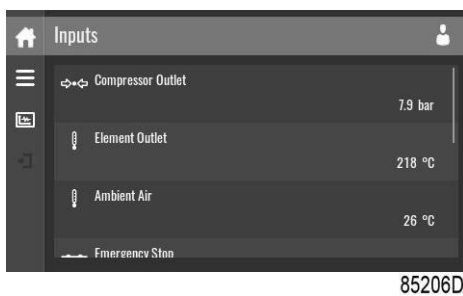 Inputs
Compressor Outlet
7.9 bar
Element Outlet
218 °C
Ambient Air
26 °C
Emergency Stop
85206D